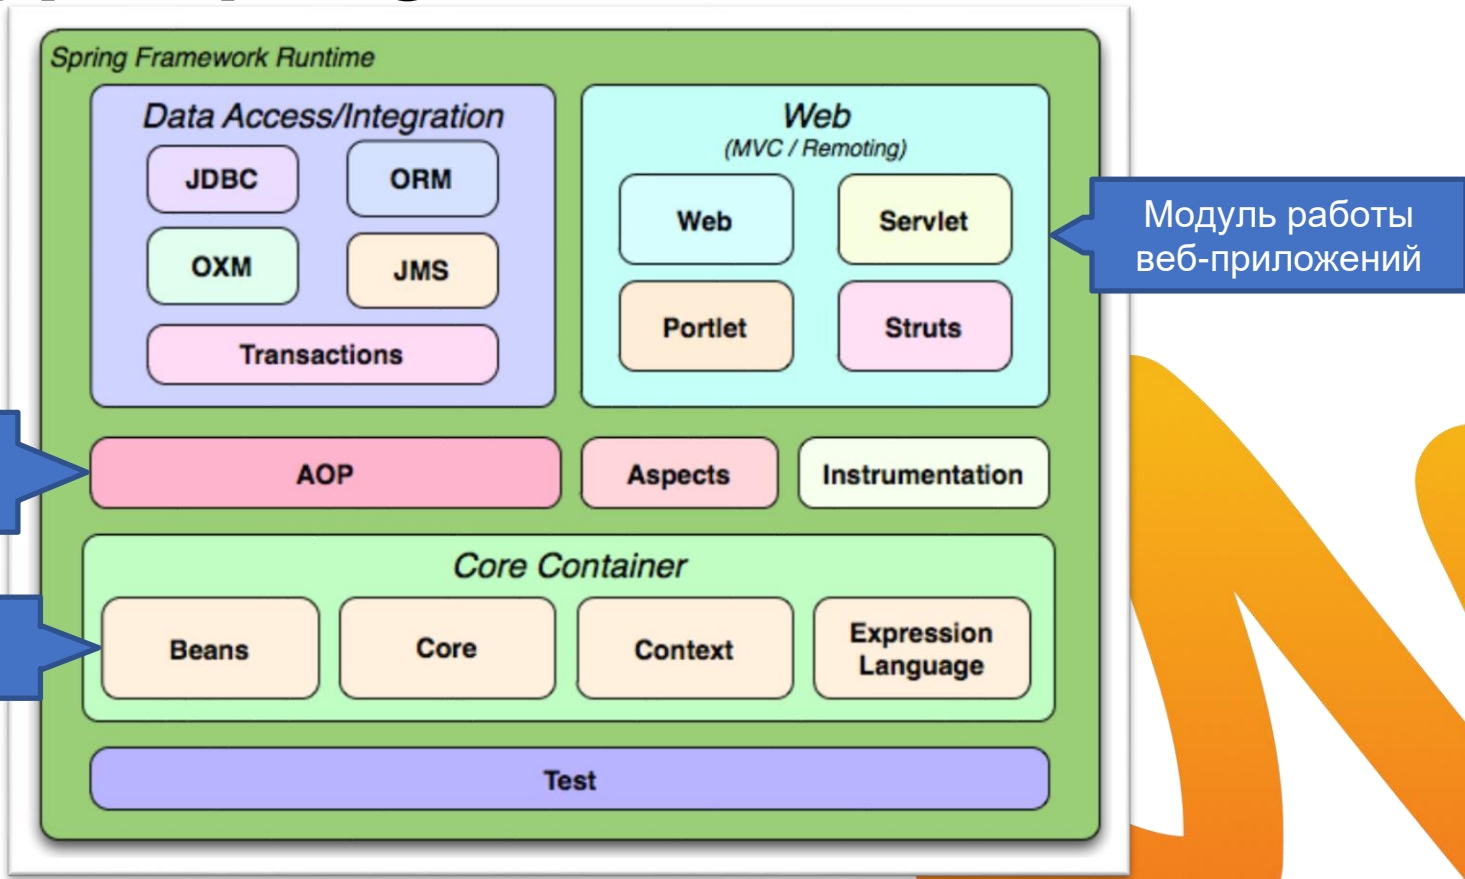 Spring Framework Runtime
Data Access/Integration
JDBC
ORM
OXM
JMS
Transactions
Web
(MVC / Remoting)
Web
Servlet
Portlet
Struts
Модуль работы
веб-приложений
AOP
Aspects
Instrumentation
Core Container
Beans
Core
Context
Expression
Language
Test